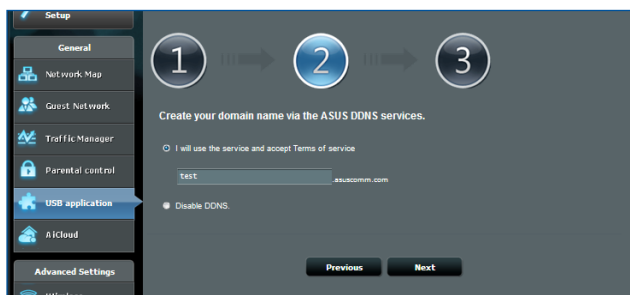 Setup
General
Network Map
Guest Network
Traffic Manager
Parental control
USB application
AiCloud
Advanced Settings
1
2
3
Create your domain name via the ASUS DDNS services.
I will use the service and accept Terms of service
test .asuscomm.com
Disable DDNS.
Previous Next